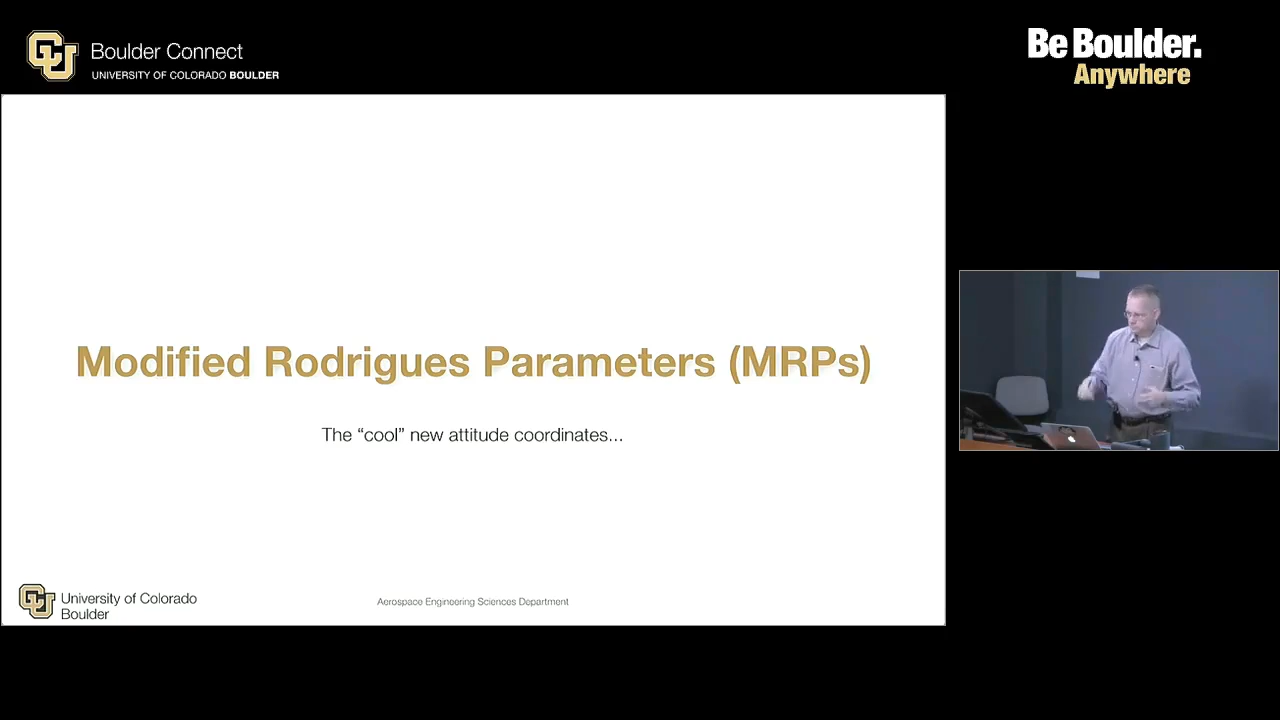 Boulder Connect
UNIVERSITY OF COLORADO BOULDER
Be Boulder.
Anywhere
Modified Rodrigues Parameters (MRPs)
The “cool” new attitude coordinates...
University of Colorado
Boulder
Aerospace Engineering Sciences Department